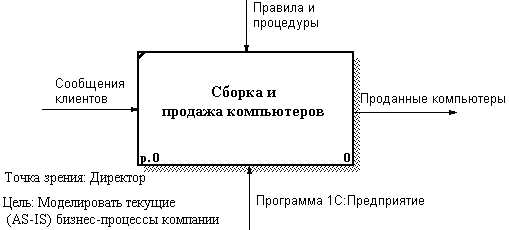 Правила и
процедуры
Сообщения
клиентов
Сборка и
продажа компьютеров
Проданные компьютеры
р.0
0
Точка зрения: Директор
Цель: Моделировать текущие
(AS-IS) бизнес-процессы компании
Программа 1С:Предприятие